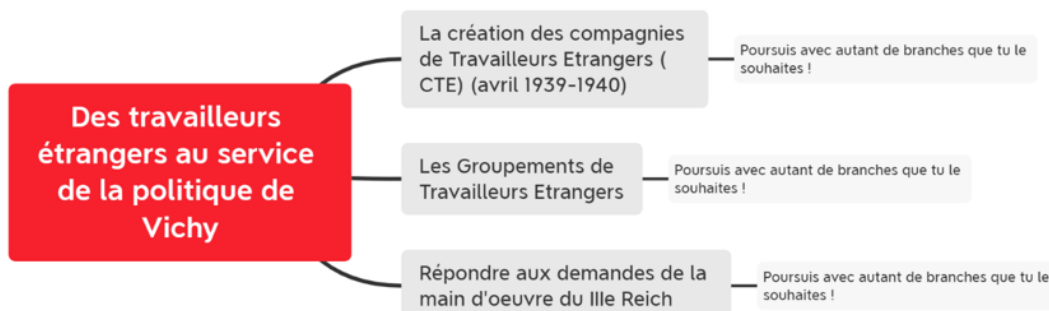 Des travailleurs
étrangers au service
de la politique de
Vichy
La création des compagnies
de Travailleurs Etrangers (
CTE) (avril 1939-1940)
Poursuis avec autant de branches que tu le
souhaites !
Les Groupements de
Travailleurs Etrangers
Poursuis avec autant de branches que tu le
souhaites !
Répondre aux demandes de la
main d'oeuvre du IIIe Reich
Poursuis avec autant de branches que tu le
souhaites !